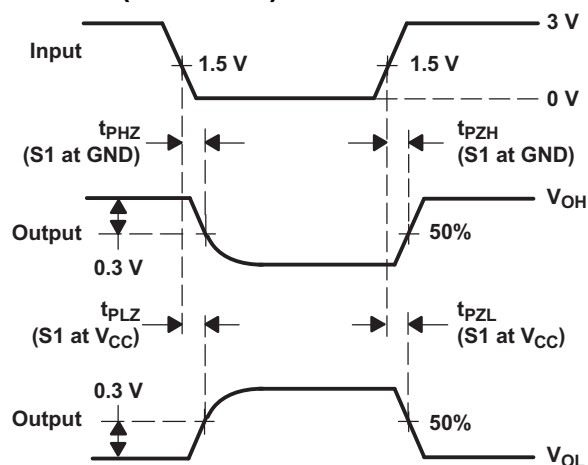 3 V
Input
1.5 V
1.5 V
0 V
tPHZ
(S1 at GND)
tPZH
(S1 at GND)
VOH
Output
50%
0.3 V
tPLZ
(S1 at VCC)
tPZL
(S1 at VCC)
0.3 V
Output
50%
VOL